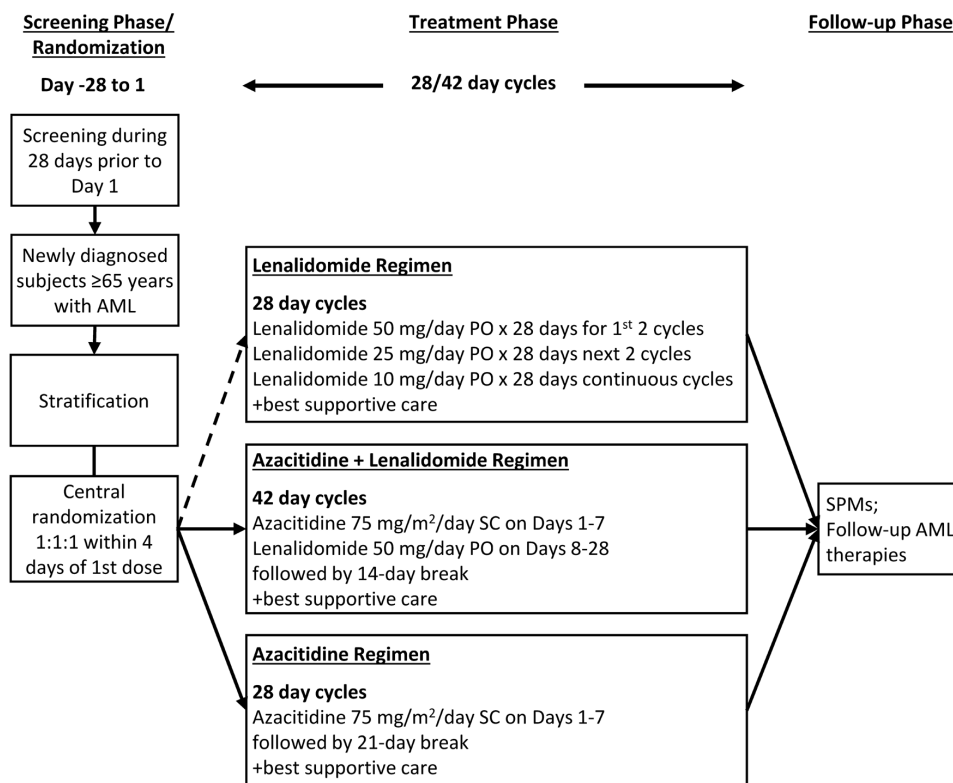 Screening Phase/
Randomization
Day -28 to 1
Treatment Phase
28/42 day cycles
Follow-up Phase
Screening during
28 days prior to
Day 1
Newly diagnosed
subjects ≥65 years
with AML
Stratification
Central
randomization
1:1:1 within 4
days of 1st dose
Lenalidomide Regimen
28 day cycles
Lenalidomide 50 mg/day PO x 28 days for 1st 2 cycles
Lenalidomide 25 mg/day PO x 28 days next 2 cycles
Lenalidomide 10 mg/day PO x 28 days continuous cycles
+best supportive care
Azacitidine + Lenalidomide Regimen
42 day cycles
Azacitidine 75 mg/m²/day SC on Days 1-7
Lenalidomide 50 mg/day PO on Days 8-28
followed by 14-day break
+best supportive care
Azacitidine Regimen
28 day cycles
Azacitidine 75 mg/m²/day SC on Days 1-7
followed by 21-day break
+best supportive care
SPMs;
Follow-up AML
therapies